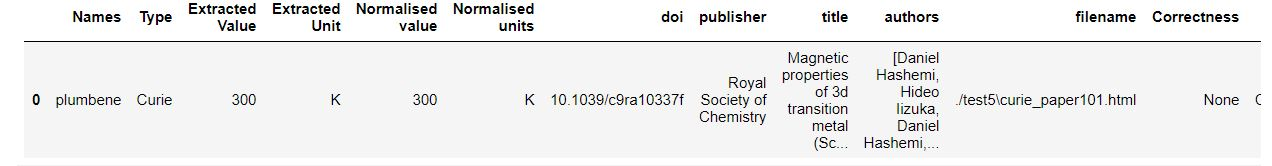 Names Type Extracted Value Extracted Unit Normalised value Normalised units doi publisher title authors filename Correctness
0 plumbene Curie 300 K 300 K 10.1039/c9ra10337f Royal Society of Chemistry Magnetic properties of 3d transition metal (Sc... [Daniel Hashemi, Hideo Iizuka, Daniel Hashemi,... ./test5\curie_paper101.html None